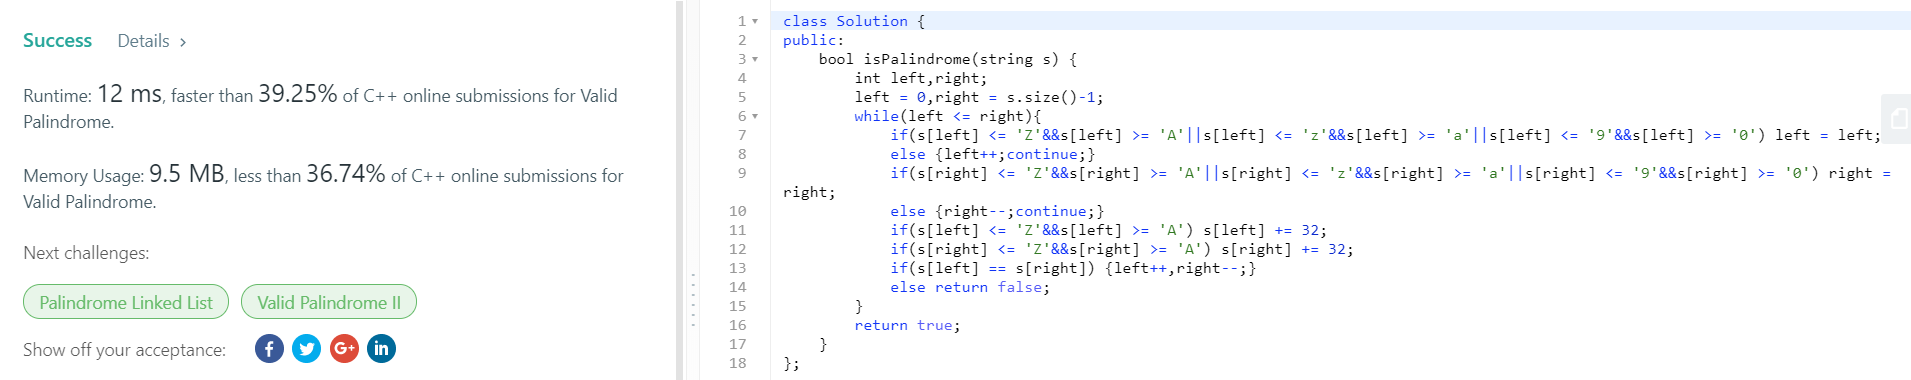 Success Details >
Runtime: 12 ms, faster than 39.25% of C++ online submissions for Valid
Palindrome.
Memory Usage: 9.5 MB, less than 36.74% of C++ online submissions for
Valid Palindrome.
Next challenges:
Palindrome Linked List Valid Palindrome II
Show off your acceptance: f G+ in
1 class Solution {
2 public:
3     bool isPalindrome(string s) {
4         int left,right;
5         left = 0,right = s.size()-1;
6         while(left <= right){
7             if(s[left] <= 'Z'&&s[left] >= 'A'||s[left] <= 'z'&&s[left] >= 'a'||s[left] <= '9'&&s[left] >= '0') left = left;
8             else {left++;continue;}
9             if(s[right] <= 'Z'&&s[right] >= 'A'||s[right] <= 'z'&&s[right] >= 'a'||s[right] <= '9'&&s[right] >= '0') right =
right;
10             else {right--;continue;}
11             if(s[left] <= 'Z'&&s[left] >= 'A') s[left] += 32;
12             if(s[right] <= 'Z'&&s[right] >= 'A') s[right] += 32;
13             if(s[left] == s[right]) {left++,right--;}
14             else return false;
15         }
16         return true;
17     }
18 };